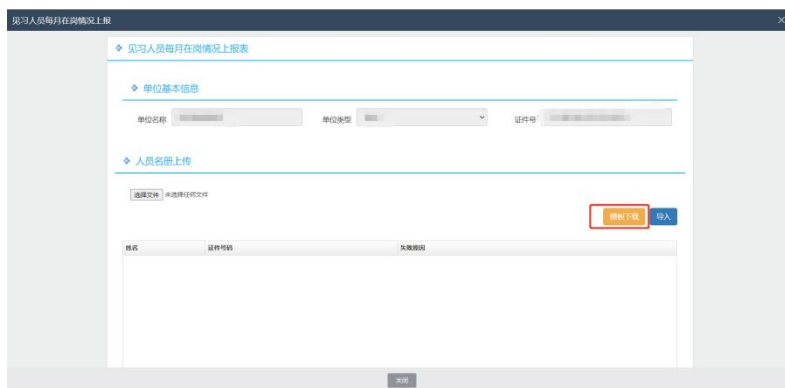 见习人员每月在岗情况上报
见习人员每月在岗情况上报表
单位基本信息
单位名称 单位类型 证件号
人员名册上传
选择文件 未选择任何文件
模板下载 导入
姓名 证件号码 失败原因
关闭